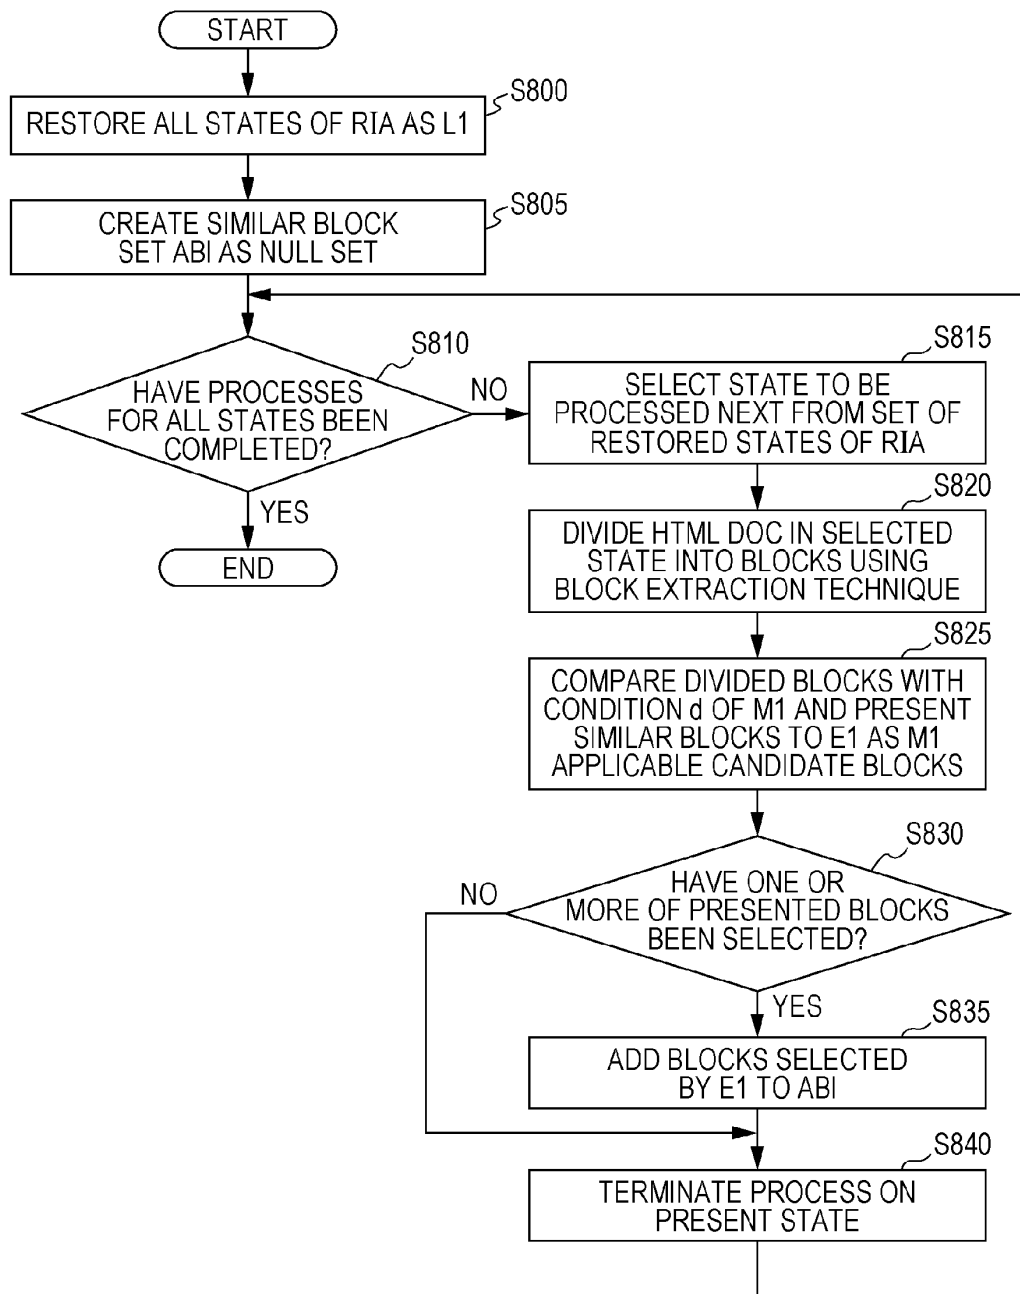 START
S800
RESTORE ALL STATES OF RIA AS L1
S805
CREATE SIMILAR BLOCK
SET ABI AS NULL SET
S810
HAVE PROCESSES
FOR ALL STATES BEEN
COMPLETED?
NO
YES
END
S815
SELECT STATE TO BE
PROCESSED NEXT FROM SET OF
RESTORED STATES OF RIA
S820
DIVIDE HTML DOC IN SELECTED
STATE INTO BLOCKS USING
BLOCK EXTRACTION TECHNIQUE
S825
COMPARE DIVIDED BLOCKS WITH
CONDITION d OF M1 AND PRESENT
SIMILAR BLOCKS TO E1 AS M1
APPLICABLE CANDIDATE BLOCKS
S830
HAVE ONE OR
MORE OF PRESENTED BLOCKS
BEEN SELECTED?
NO
YES
S835
ADD BLOCKS SELECTED
BY E1 TO ABI
S840
TERMINATE PROCESS ON
PRESENT STATE